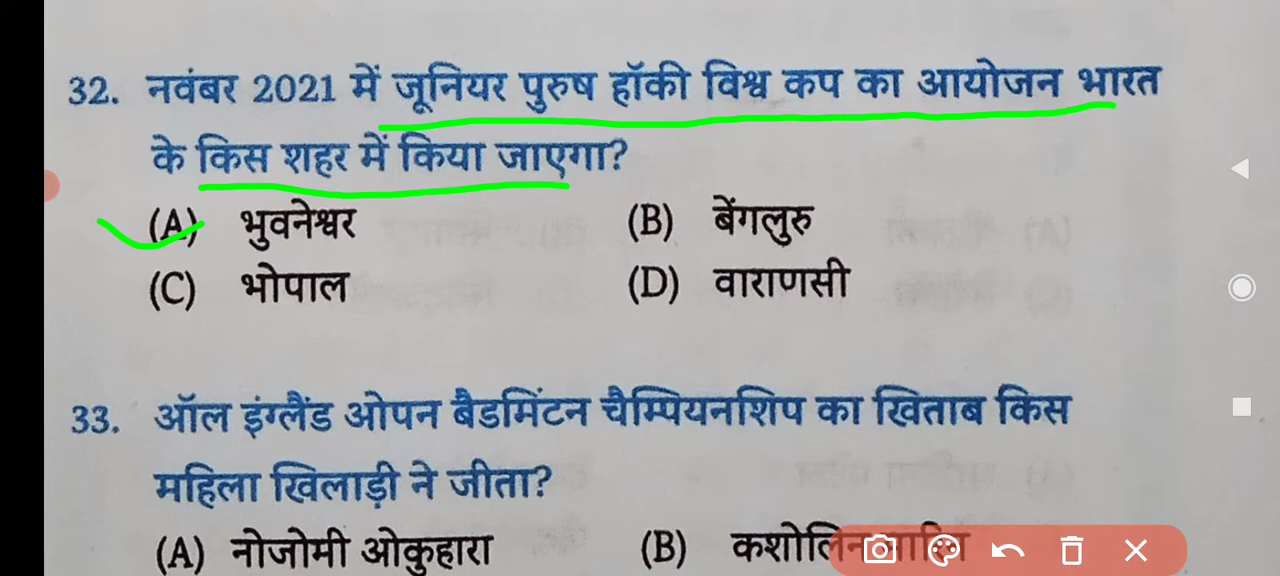 32. नवंबर 2021 में जूनियर पुरुष हॉकी विश्व कप का आयोजन भारत
के किस शहर में किया जाएगा?
(A) भुवनेश्वर (B) बेंगलुरु
(C) भोपाल (D) वाराणसी
33. ऑल इंग्लैंड ओपन बैडमिंटन चैम्पियनशिप का खिताब किस
महिला खिलाड़ी ने जीता?
(A) नोजोमी ओकुहारा (B)